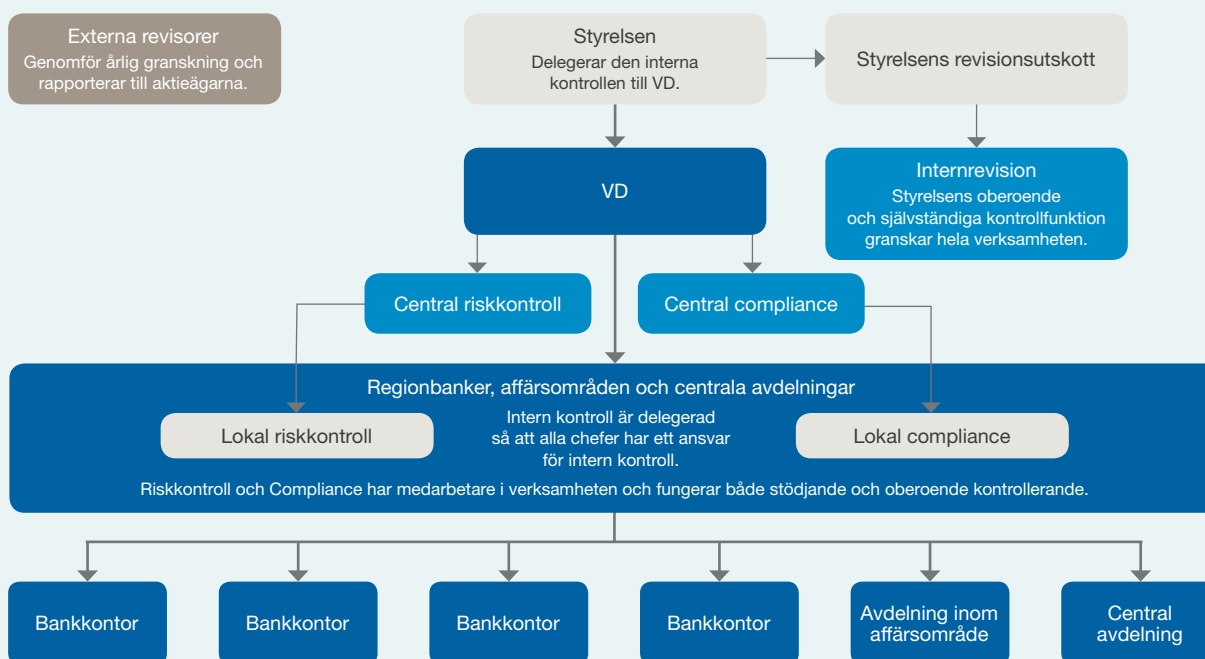 Externa revisorer
Genomför årlig granskning och
rapporterar till aktieägarna.
Styrelsen
Delegerar den interna
kontrollen till VD.
Styrelsens revisionsutskott
VD
Internrevision
Styrelsens oberoende
och självständiga kontrollfunktion
granskar hela verksamheten.
Central riskkontroll
Central compliance
Regionbanker, affärsområden och centrala avdelningar
Lokal riskkontroll
Intern kontroll är delegerad
så att alla chefer har ett ansvar
för intern kontroll.
Lokal compliance
Riskkontroll och Compliance har medarbetare i verksamheten och fungerar både stödjande och oberoende kontrollerande.
Bankkontor
Bankkontor
Bankkontor
Bankkontor
Avdelning inom
affärsområde
Central
avdelning